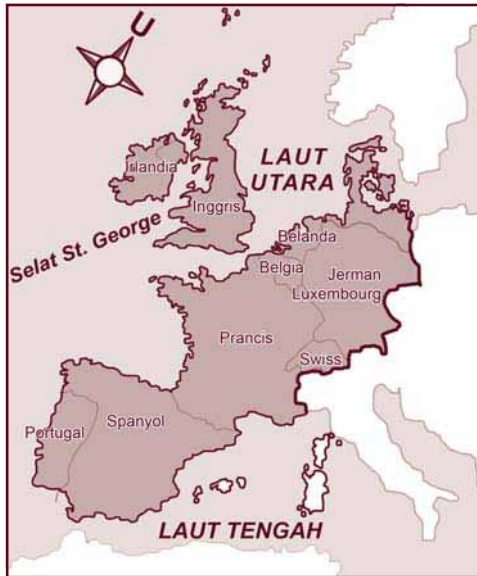 U
LAUT
UTARA
Irlandia
Inggris
Selat St. George
Belanda
Belgia
Jerman
Luxembourg
Prancis
Swiss
Spanyol
Portugal
LAUT TENGAH